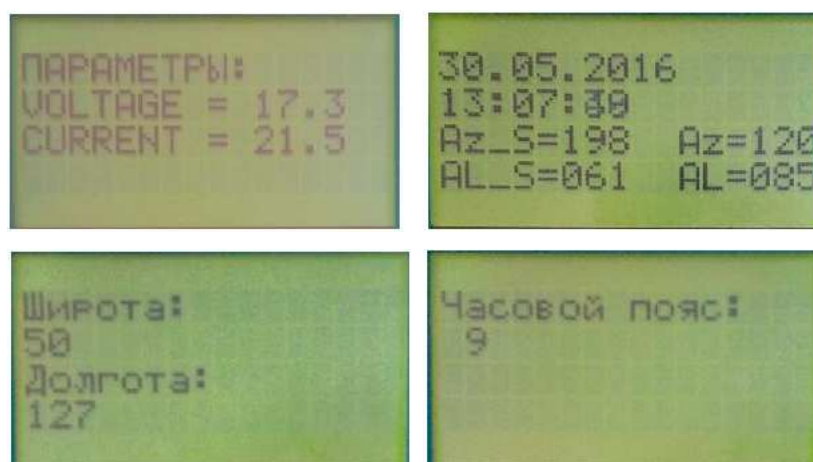 ПАРАМЕТРЫ:
VOLTAGE = 17.3
CURRENT = 21.5
30.05.2016
13:07:
Az_S=198 Az=120
AL_S=061 AL=085
Широта:
50
Долгота:
127
Часовой пояс:
9